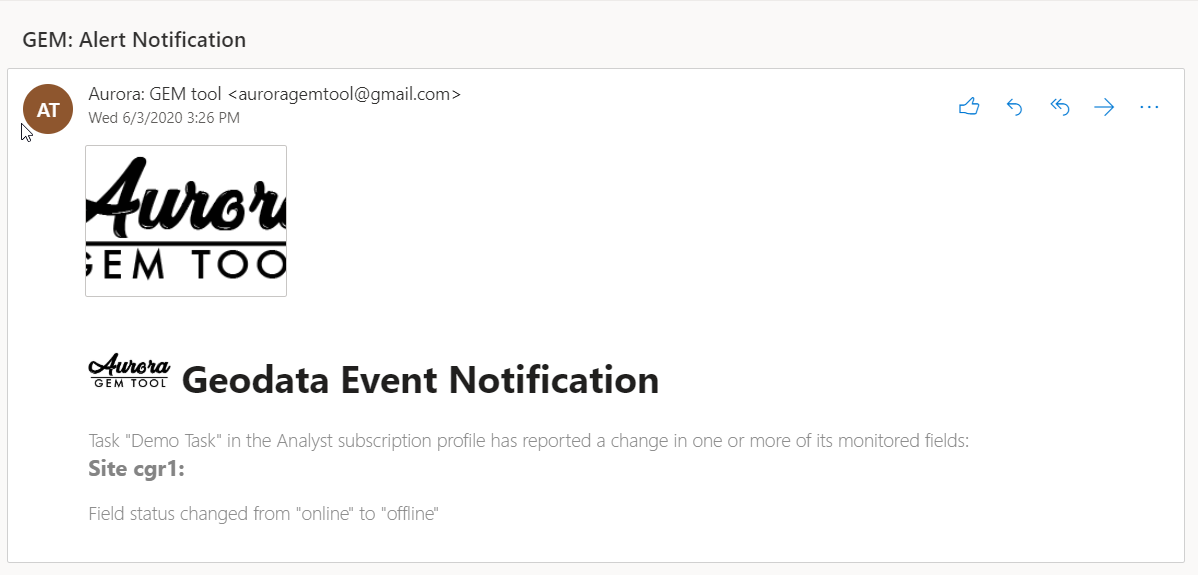 GEM: Alert Notification
AT
Aurora: GEM tool <auroragemtool@gmail.com>
Wed 6/3/2020 3:26 PM
Aurora
GEM TOO
Aurora
GEM TOOL
Geodata Event Notification
Task "Demo Task" in the Analyst subscription profile has reported a change in one or more of its monitored fields:
Site cgr1:
Field status changed from "online" to "offline"